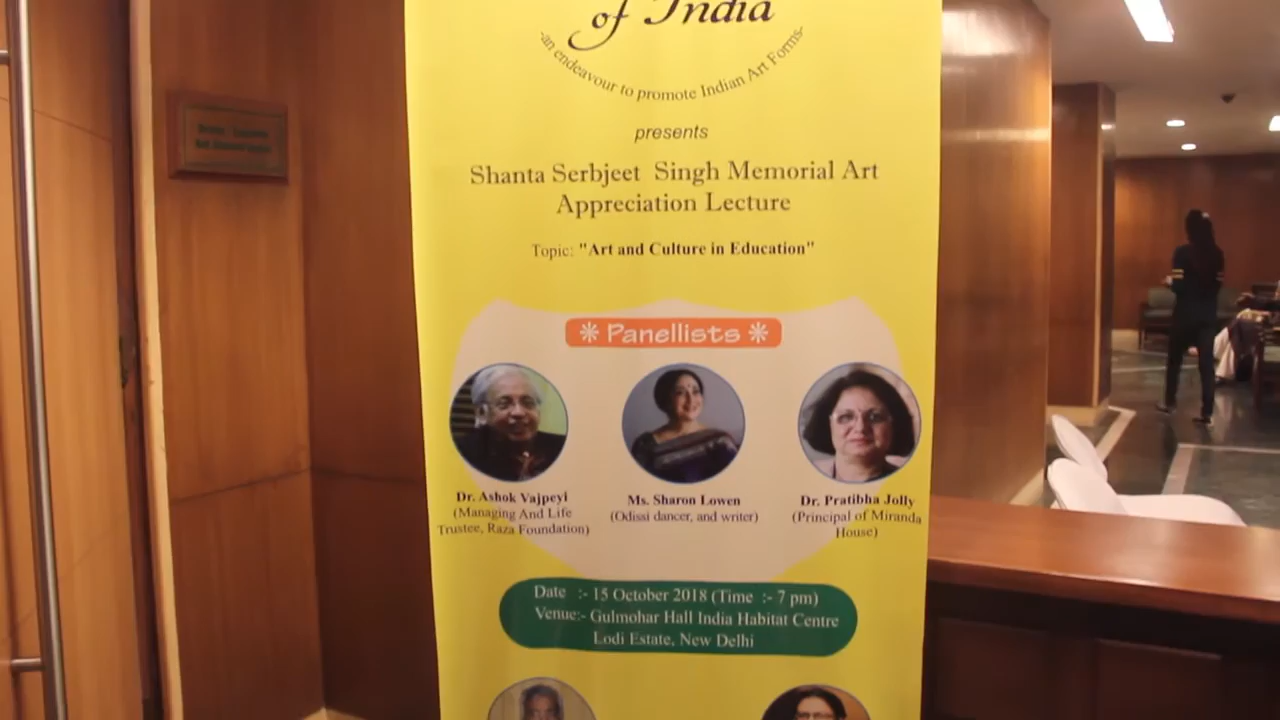 of India
-an endeavour to promote Indian Art Forms-
presents
Shanta Serbjeet Singh Memorial Art
Appreciation Lecture
Topic: "Art and Culture in Education"
Panellists
Dr. Ashok Vajpeyi
(Managing And Life
Trustee, Raza Foundation)
Ms. Sharon Lowen
(Odissi dancer, and writer)
Dr. Pratibha Jolly
(Principal of Miranda
House)
Date :- 15 October 2018 (Time :- 7 pm)
Venue:- Gulmohar Hall India Habitat Centre
Lodi Estate, New Delhi